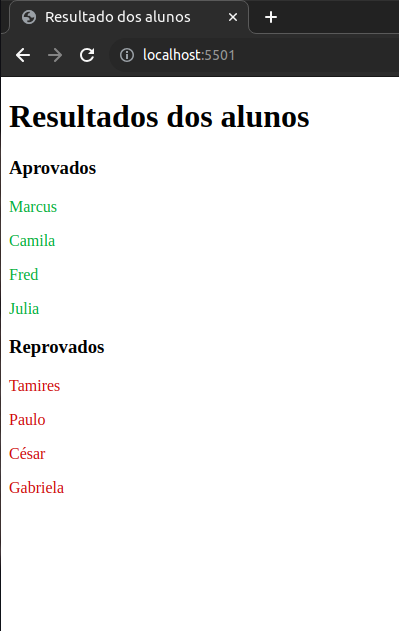 Resultado dos alunos
localhost:5501
Resultados dos alunos
Aprovados
Marcus
Camila
Fred
Julia
Reprovados
Tamires
Paulo
César
Gabriela